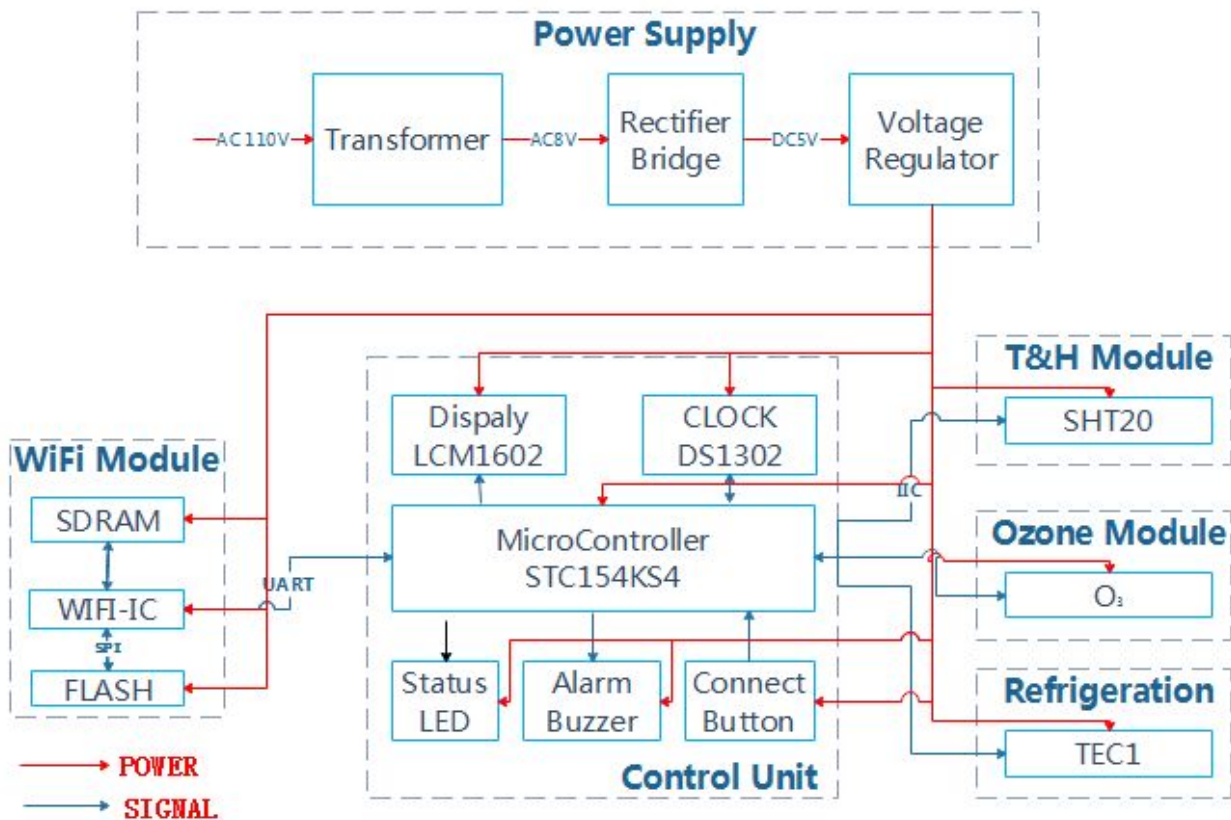 Power Supply
AC110V
Transformer
AC8V
Rectifier
Bridge
DC5V
Voltage
Regulator
T&H Module
SHT20
Dispaly
LCM1602
CLOCK
DS1302
WiFi Module
SDRAM
WIFI-IC
SPI
FLASH
UART
MicroController
STC154KS4
IIC
Ozone Module
O₃
Status
LED
Alarm
Buzzer
Connect
Button
Control Unit
Refrigeration
TEC1
POWER
SIGNAL